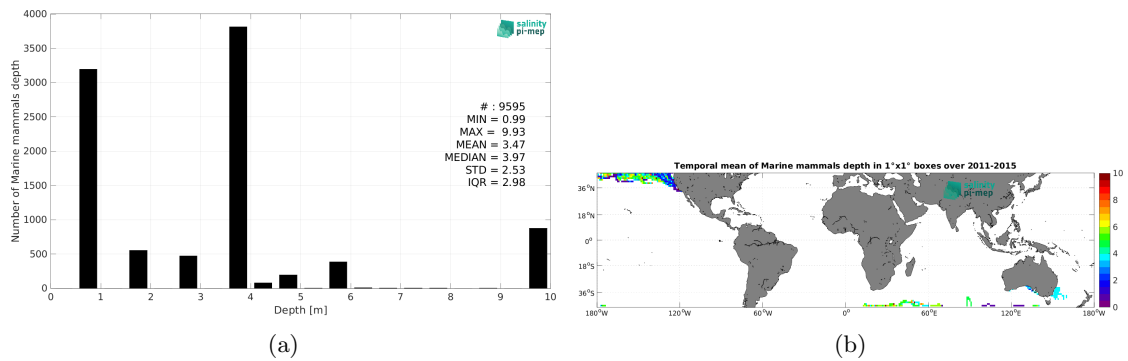 4000
3500
3000
2500
2000
1500
1000
500
0
Number of Marine mammals depth
salinity
pi-mep
# : 9595
MIN = 0.99
MAX = 9.93
MEAN = 3.47
MEDIAN = 3.97
STD = 2.53
IQR = 2.98
0 1 2 3 4 5 6 7 8 9 10
Depth [m]
(a)
Temporal mean of Marine mammals depth in 1°x1° boxes over 2011-2015
salinity
pi-mep
36°N
18°N
0°
18°S
36°S
180°W 120°W 60°W 0° 60°E 120°E 180°W
10
8
6
4
2
0
(b)